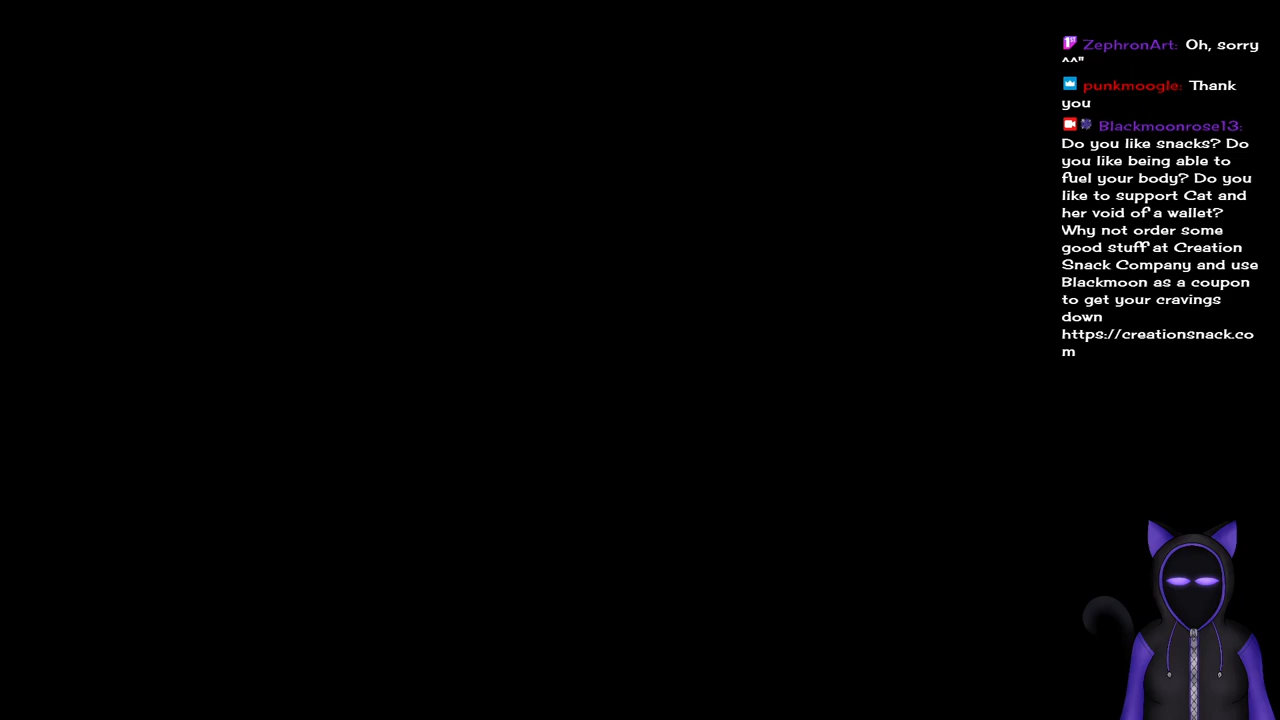 ZephronArt: Oh, sorry
^^"
punkmoogle: Thank
you
Blackmoonrose13:
Do you like snacks? Do
you like being able to
fuel your body? Do you
like to support Cat and
her void of a wallet?
Why not order some
good stuff at Creation
Snack Company and use
Blackmoon as a coupon
to get your cravings
down
https://creationsnack.co
m